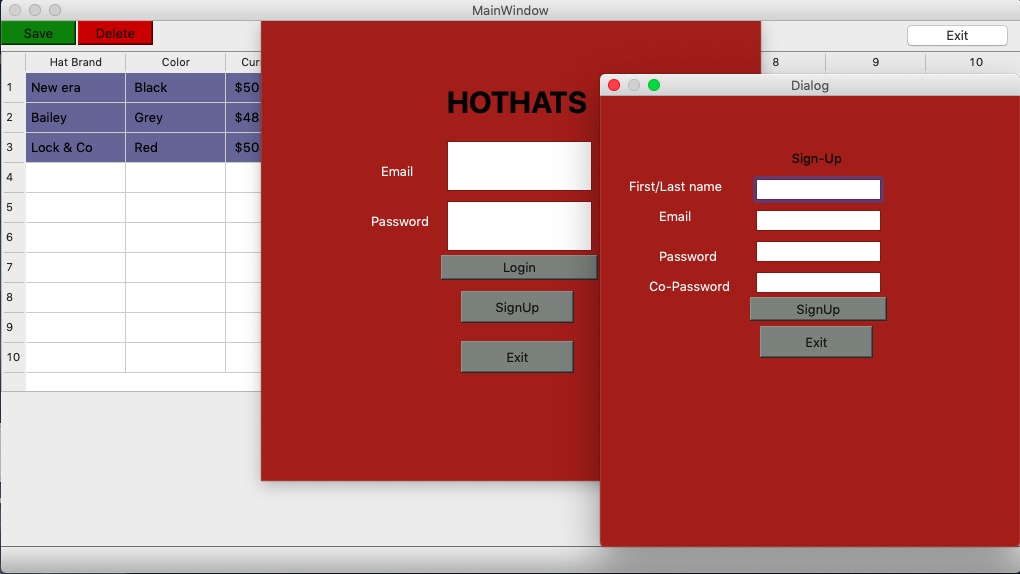 MainWindow
Save Delete Exit
Hat Brand Color Curr 8 9 10
1 New era Black $50
2 Bailey Grey $48
3 Lock & Co Red $50
4
5
6
7
8
9
10
HOTHATS
Email
Password
Login
SignUp
Exit
Dialog
Sign-Up
First/Last name
Email
Password
Co-Password
SignUp
Exit